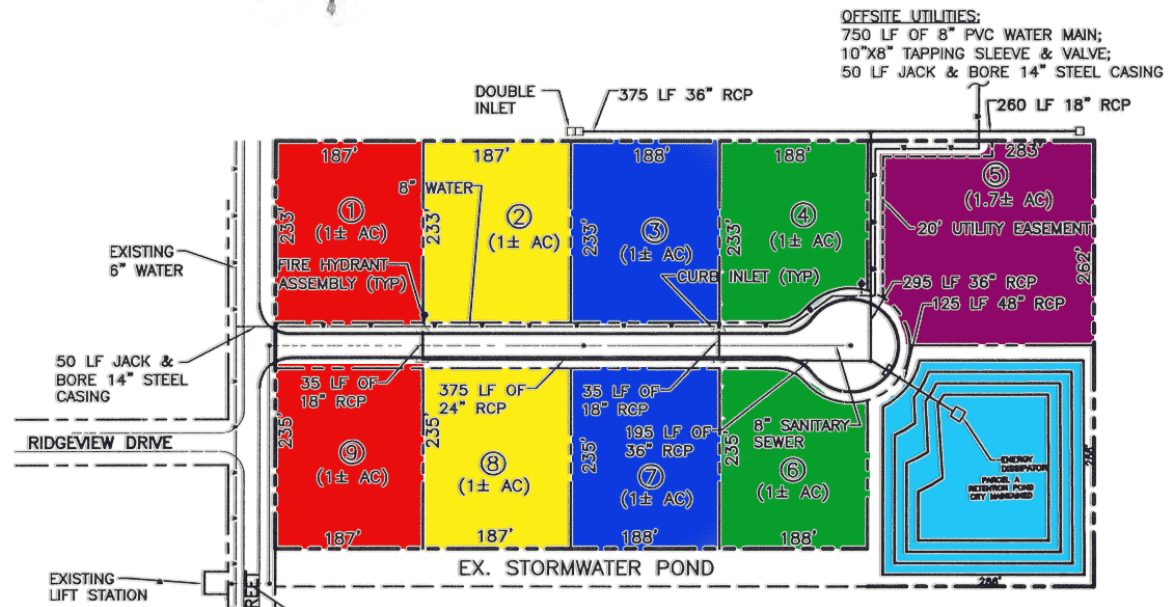 OFFSITE UTILITIES:
750 LF OF 8" PVC WATER MAIN;
10"X8" TAPPING SLEEVE & VALVE;
50 LF JACK & BORE 14" STEEL CASING
DOUBLE
INLET
375 LF 36" RCP
260 LF 18" RCP
187'
187'
188'
188'
283'
8" WATER
①
(1± AC)
②
(1± AC)
③
(1± AC)
④
(1± AC)
⑤
(1.7± AC)
233'
233'
233'
233'
20' UTILITY EASEMENT
262'
EXISTING
6" WATER
FIRE HYDRANT
ASSEMBLY (TYP)
CURB INLET (TYP)
295 LF 36" RCP
125 LF 48" RCP
50 LF JACK &
BORE 14" STEEL
CASING
35 LF OF
18" RCP
375 LF OF
24" RCP
35 LF OF
18" RCP
195 LF OF
36" RCP
8" SANITARY
SEWER
RIDGEVIEW DRIVE
235'
235'
235'
235'
⑨
(1± AC)
⑧
(1± AC)
⑦
(1± AC)
⑥
(1± AC)
ENERGY
DISSIPATOR
PARCEL A
RETENTION POND
CITY MAINTAINED
187'
187'
188'
188'
286'
EX. STORMWATER POND
EXISTING
LIFT STATION